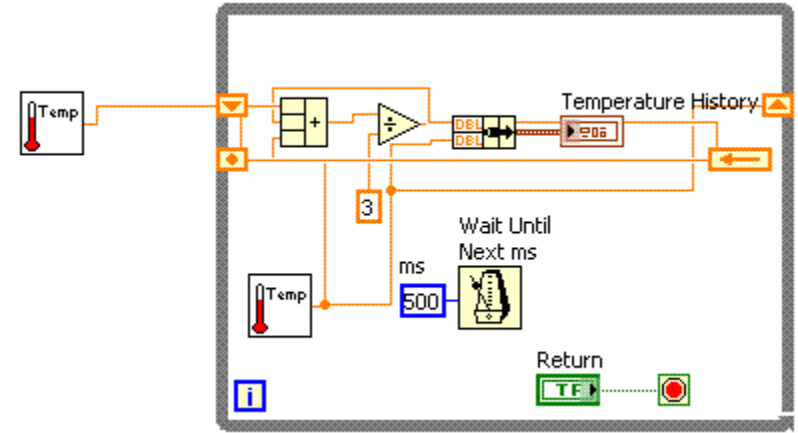 Temp
Temperature History
+
÷
DBL
DBL
3
Wait Until
Next ms
ms
500
Temp
Return
TF
i